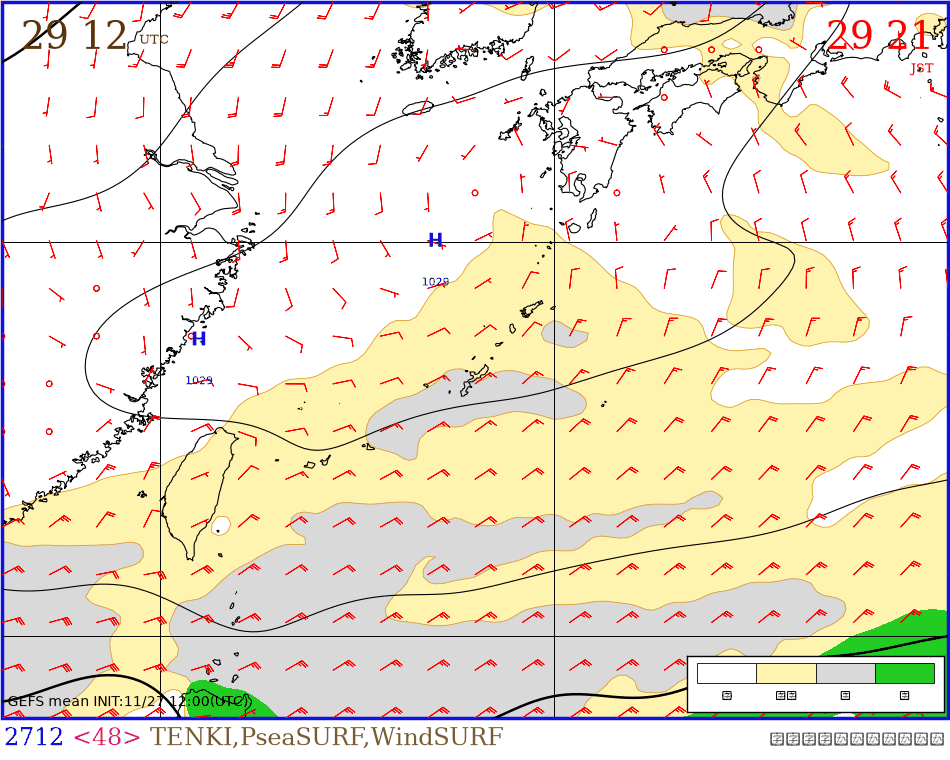 29 12 UTC
29 21 JST
H
1028
H
1029
GEFS mean INIT:11/27 12:00(UTC))
2712 <48> TENKI,PseaSURF,WindSURF